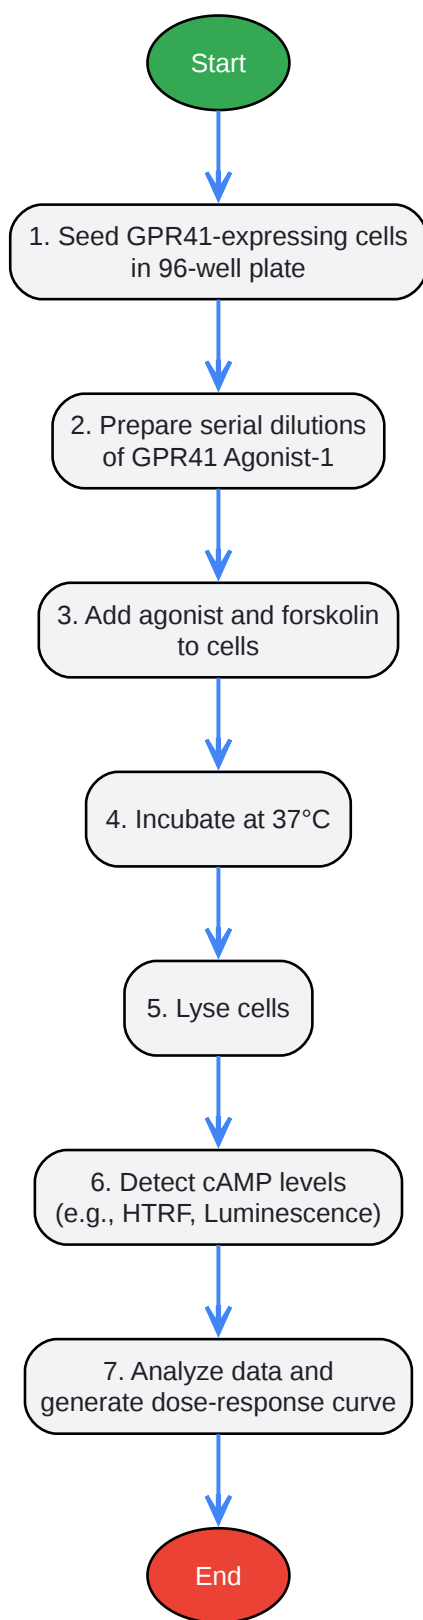 Start
1. Seed GPR41-expressing cells
in 96-well plate
2. Prepare serial dilutions
of GPR41 Agonist-1
3. Add agonist and forskolin
to cells
4. Incubate at 37°C
5. Lyse cells
6. Detect cAMP levels
(e.g., HTRF, Luminescence)
7. Analyze data and
generate dose-response curve
End